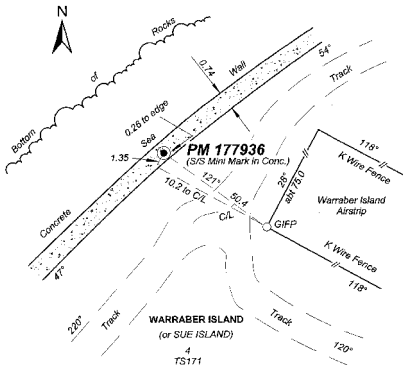 N
Bottom of Rocks
0.74
Wall
54°
Track
0.26 to edge
Sea
PM 177936
(S/S Mini Mark in Conc.)
118°
K Wire Fence
1.35
121°
50.4
28°
abt 75.0
Warraber Island
Airstrip
10.2 to C/L
C/L
GIFP
Concrete
K Wire Fence
118°
47°
220°
Track
WARRABER ISLAND
(or SUE ISLAND)
4
TS171
Track
120°